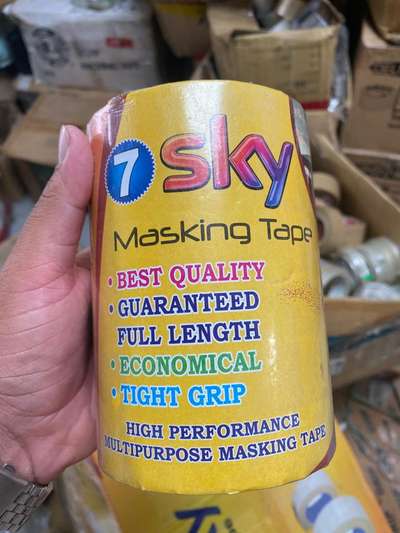 7 sky
Masking Tape
• BEST QUALITY
• GUARANTEED
FULL LENGTH
• ECONOMICAL
• TIGHT GRIP
HIGH PERFORMANCE
MULTIPURPOSE MASKING TAPE